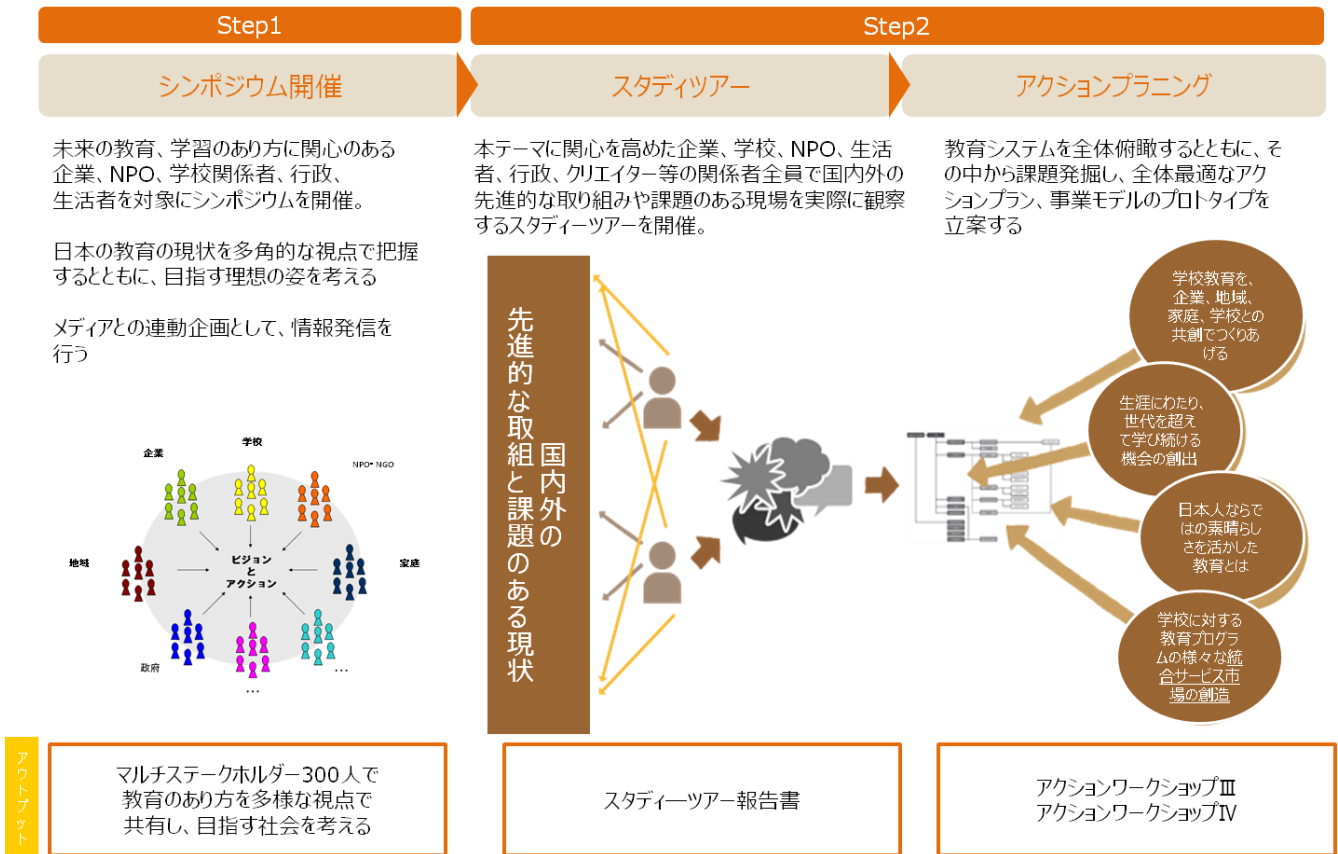 Step1
Step2
シンポジウム開催
スタディツアー
アクションプラニング
未来の教育、学習のあり方に関心のある
企業、NPO、学校関係者、行政、
生活者を対象にシンポジウムを開催。
日本の教育の現状を多角的な視点で把握
するとともに、目指す理想の姿を考える
メディアとの連動企画として、情報発信を
行う
学校
企業
NPO・NGO
地域
ビジョン
と
アクション
家庭
政府
…
…
本テーマに関心を高めた企業、学校、NPO、生活
者、行政、クリエイター等の関係者全員で国内外の
先進的な取り組みや課題のある現場を実際に観察
するスタディーツアーを開催。
国内外の
先進的な取組と課題のある現状
教育システムを全体俯瞰するとともに、そ
の中から課題発掘し、全体最適なアク
ションプラン、事業モデルのプロトタイプを
立案する
学校教育を、
企業、地域、
家庭、学校との
共創でつくりあ
げる
生涯にわたり、
世代を超え
て学び続ける
機会の創出
日本人ならで
はの素晴らし
さを活かした
教育とは
学校に対する
教育プログラ
ムの様々な統
合サービス市
場の創造
アウトプット
マルチステークホルダー300人で
教育のあり方を多様な視点で
共有し、目指す社会を考える
スタディーツアー報告書
アクションワークショップⅢ
アクションワークショップⅣ